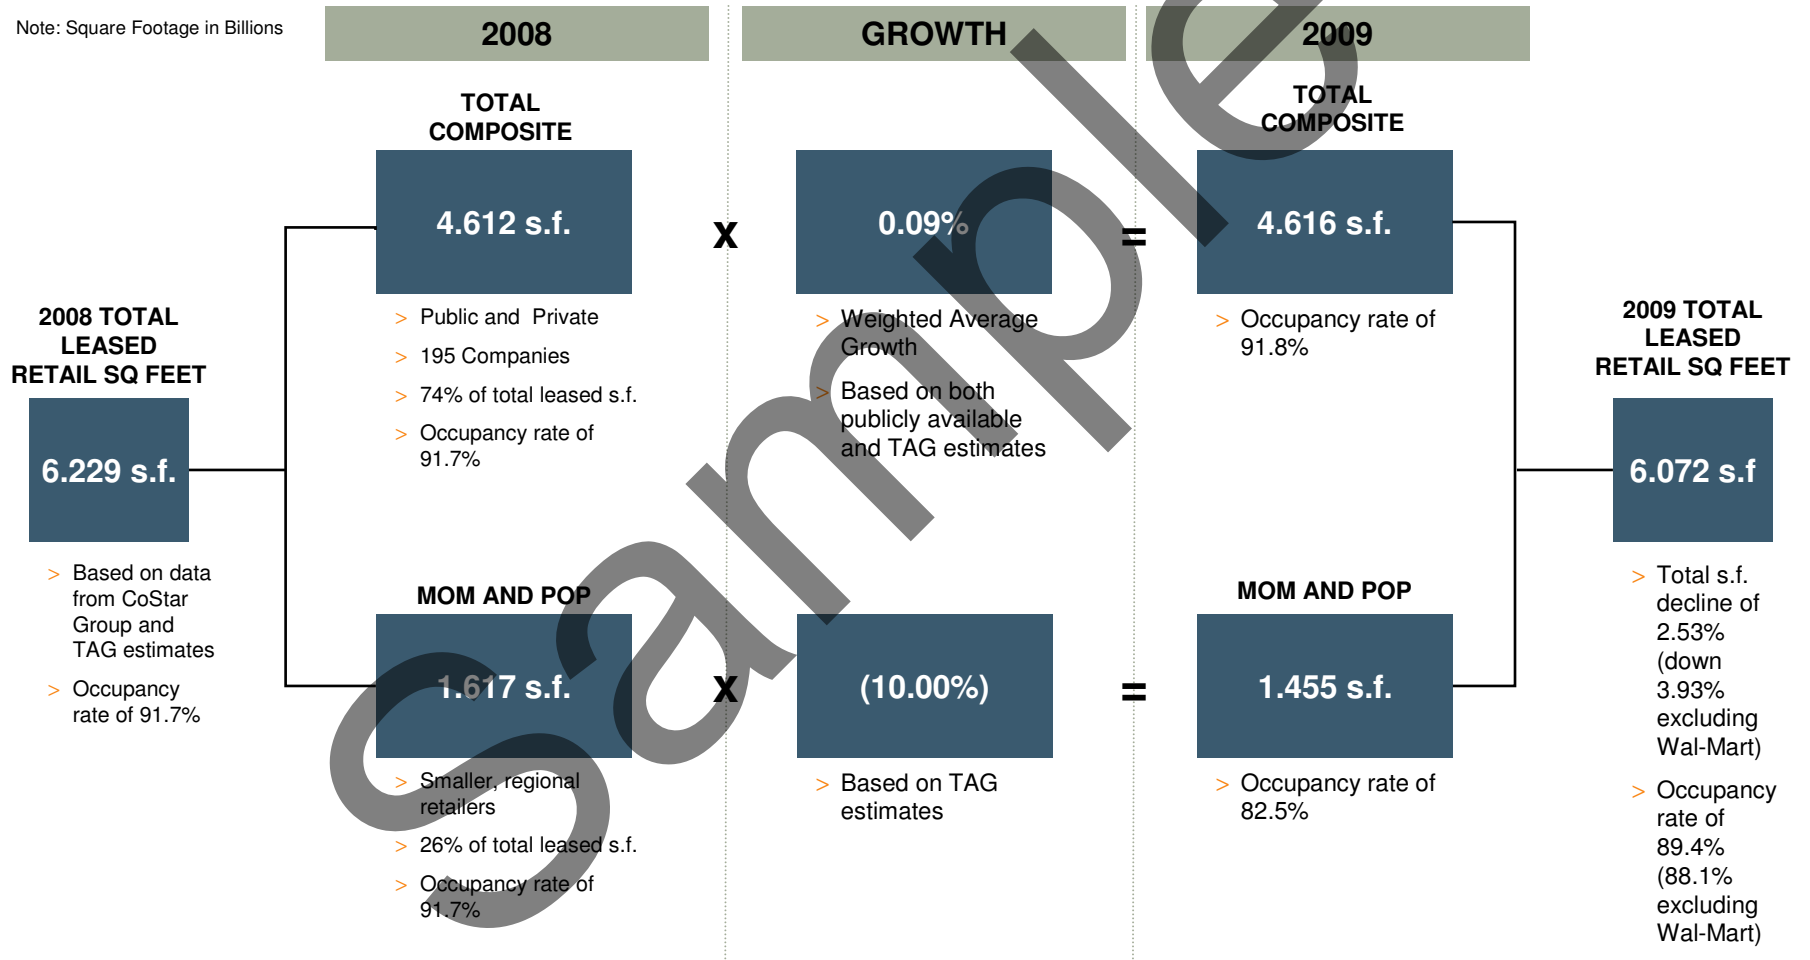 Note: Square Footage in Billions
2008
GROWTH
2009
TOTAL
COMPOSITE
4.612 s.f.
> Public and Private
> 195 Companies
> 74% of total leased s.f.
> Occupancy rate of
91.7%
x
0.09%
> Weighted Average
Growth
> Based on both
publicly available
and TAG estimates
=
TOTAL
COMPOSITE
4.616 s.f.
> Occupancy rate of
91.8%
2008 TOTAL
LEASED
RETAIL SQ FEET
6.229 s.f.
> Based on data
from CoStar
Group and
TAG estimates
> Occupancy
rate of 91.7%
MOM AND POP
1.617 s.f.
> Smaller, regional
retailers
> 26% of total leased s.f.
> Occupancy rate of
91.7%
x
(10.00%)
> Based on TAG
estimates
=
MOM AND POP
1.455 s.f.
> Occupancy rate of
82.5%
2009 TOTAL
LEASED
RETAIL SQ FEET
6.072 s.f
> Total s.f.
decline of
2.53%
(down
3.93%
excluding
Wal-Mart)
> Occupancy
rate of
89.4%
(88.1%
excluding
Wal-Mart)
Sample